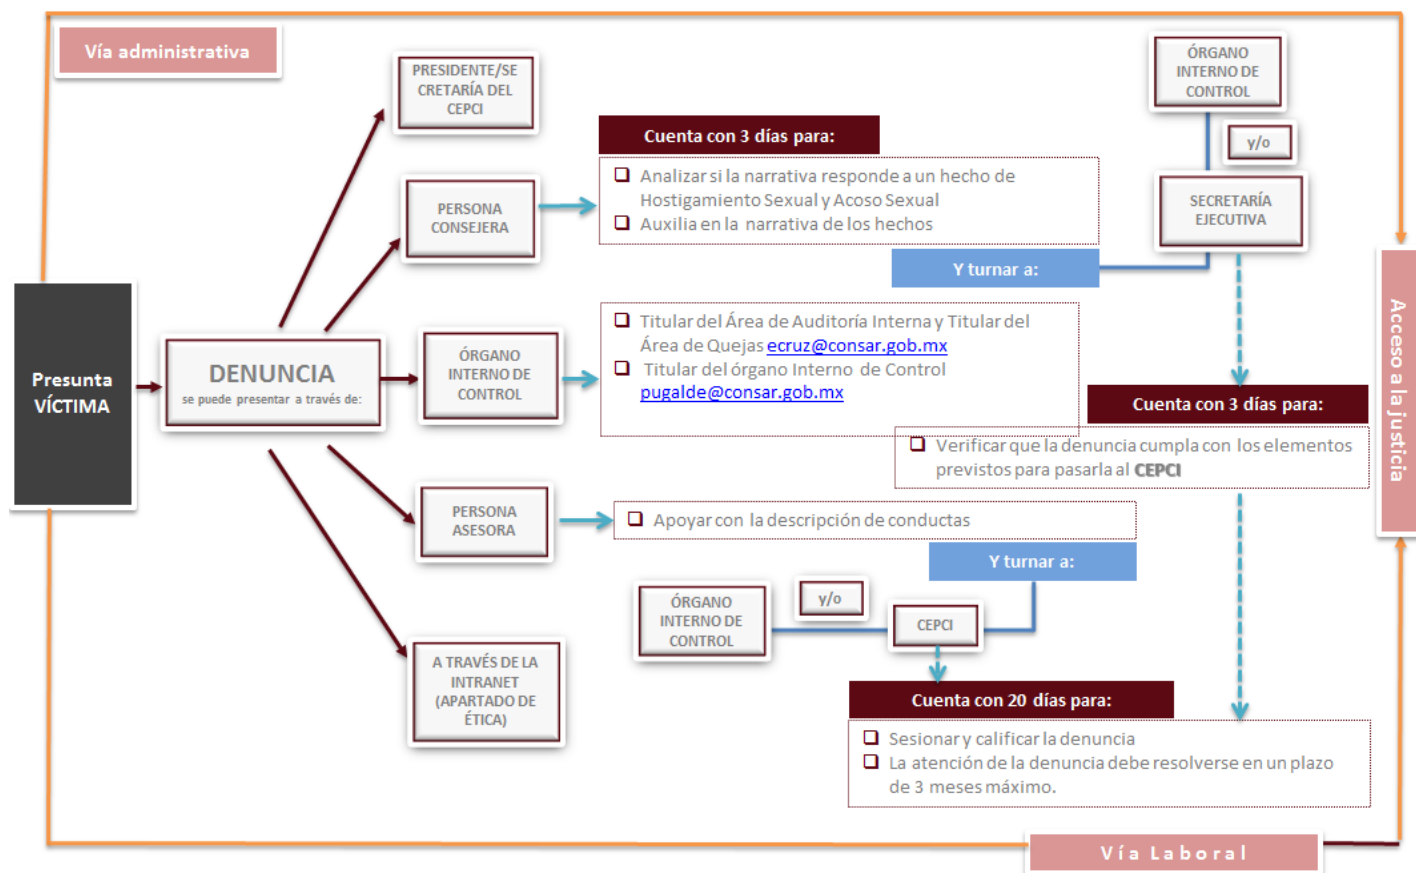 Vía administrativa
PRESIDENTE/SE
CRETARÍA DEL
CEPCI
ÓRGANO
INTERNO DE
CONTROL
y/o
Cuenta con 3 días para:
Analizar si la narrativa responde a un hecho de
Hostigamiento Sexual y Acoso Sexual
Auxilia en la narrativa de los hechos
PERSONA
CONSEJERA
SECRETARÍA
EJECUTIVA
Y turnar a:
Presunta
VÍCTIMA
DENUNCIA
se puede presentar a través de:
ÓRGANO
INTERNO DE
CONTROL
Titular del Área de Auditoría Interna y Titular del
Área de Quejas ecruz@consar.gob.mx
Titular del órgano Interno de Control
pugalde@consar.gob.mx
Acceso a la justicia
Cuenta con 3 días para:
Verificar que la denuncia cumpla con los elementos
previstos para pasarla al CEPCI
PERSONA
ASESORA
Apoyar con la descripción de conductas
Y turnar a:
ÓRGANO
INTERNO DE
CONTROL
y/o
CEPCI
A TRAVÉS DE LA
INTRANET
(APARTADO DE
ÉTICA)
Cuenta con 20 días para:
Sesionar y calificar la denuncia
La atención de la denuncia debe resolverse en un plazo
de 3 meses máximo.
Vía Laboral